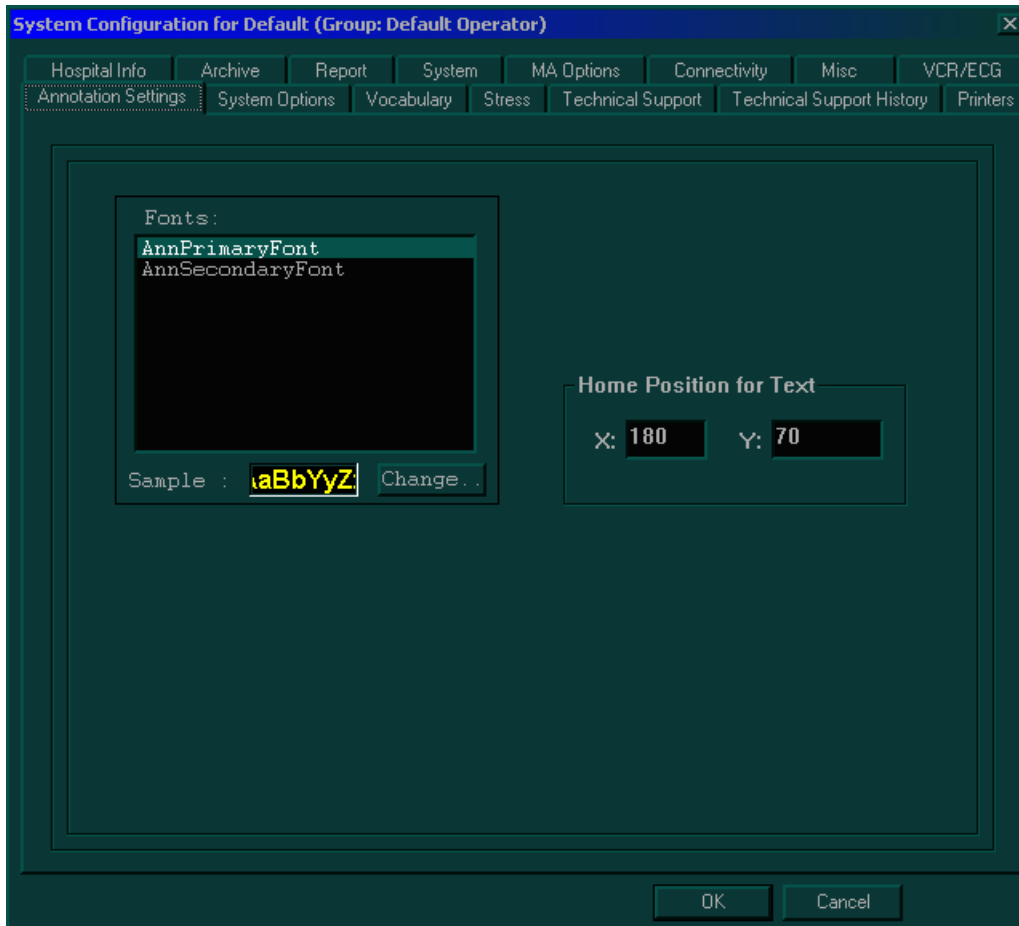 System Configuration for Default (Group: Default Operator)
Hospital Info Archive Report System MA Options Connectivity Misc VCR/ECG
Annotation Settings System Options Vocabulary Stress Technical Support Technical Support History Printers
Fonts:
AnnPrimaryFont
AnnSecondaryFont
Sample : aBbYyZ Change..
Home Position for Text
X: 180 Y: 70
OK Cancel